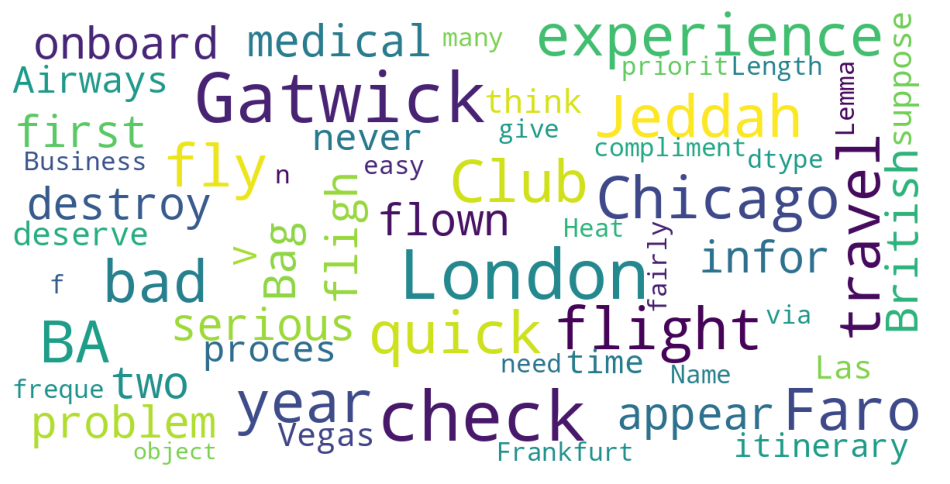 onboard medical many experience suppose
Airways Gatwick think priorit Length Lemma
first never give Jeddah compliment dtype
Business fly n easy Club Chicago travel British
destroy flown Heat
deserve V Bag fligh London fairly infor
f bad
BA serious quick flight via
proces need time Name Las
freque two
problem year Vegas check appear Faro
object Frankfurt itinerary